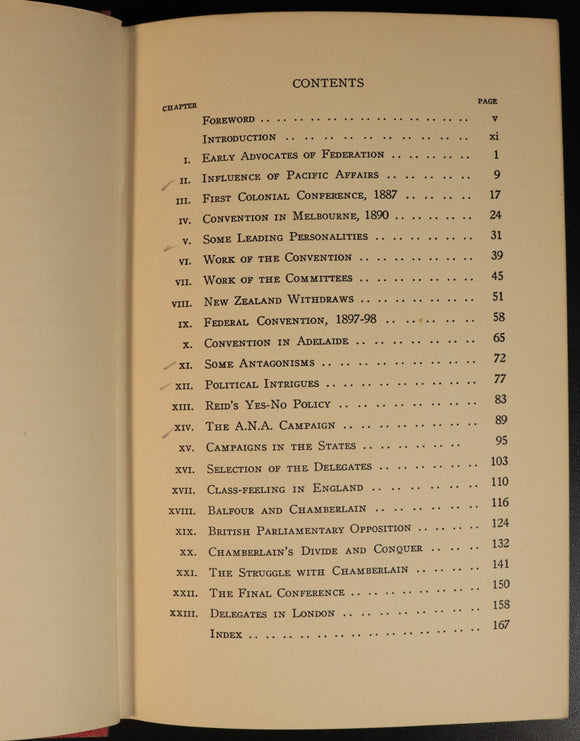 CONTENTS
CHAPTER PAGE
FOREWORD .. .. .. .. .. .. .. .. .. .. .. .. v
INTRODUCTION .. .. .. .. .. .. .. .. .. .. xi
I. EARLY ADVOCATES OF FEDERATION .. .. .. .. .. 1
II. INFLUENCE OF PACIFIC AFFAIRS .. .. .. .. .. 9
III. FIRST COLONIAL CONFERENCE, 1887 .. .. .. .. 17
IV. CONVENTION IN MELBOURNE, 1890 .. .. .. .. 24
V. SOME LEADING PERSONALITIES .. .. .. .. .. 31
VI. WORK OF THE CONVENTION .. .. .. .. .. .. 39
VII. WORK OF THE COMMITTEES .. .. .. .. .. .. 45
VIII. NEW ZEALAND WITHDRAWS .. .. .. .. .. .. 51
IX. FEDERAL CONVENTION, 1897-98 .. .. .. .. .. 58
X. CONVENTION IN ADELAIDE .. .. .. .. .. .. 65
XI. SOME ANTAGONISMS .. .. .. .. .. .. .. .. 72
XII. POLITICAL INTRIGUES .. .. .. .. .. .. .. .. 77
XIII. REID'S YES-NO POLICY .. .. .. .. .. .. .. 83
XIV. THE A.N.A. CAMPAIGN .. .. .. .. .. .. .. 89
XV. CAMPAIGNS IN THE STATES .. .. .. .. .. 95
XVI. SELECTION OF THE DELEGATES .. .. .. .. .. 103
XVII. CLASS-FEELING IN ENGLAND .. .. .. .. .. 110
XVIII. BALFOUR AND CHAMBERLAIN .. .. .. .. .. 116
XIX. BRITISH PARLIAMENTARY OPPOSITION .. .. .. 124
XX. CHAMBERLAIN'S DIVIDE AND CONQUER .. .. .. 132
XXI. THE STRUGGLE WITH CHAMBERLAIN .. .. .. .. 141
XXII. THE FINAL CONFERENCE .. .. .. .. .. .. 150
XXIII. DELEGATES IN LONDON .. .. .. .. .. .. .. 158
INDEX .. .. .. .. .. .. .. .. .. .. .. .. 167